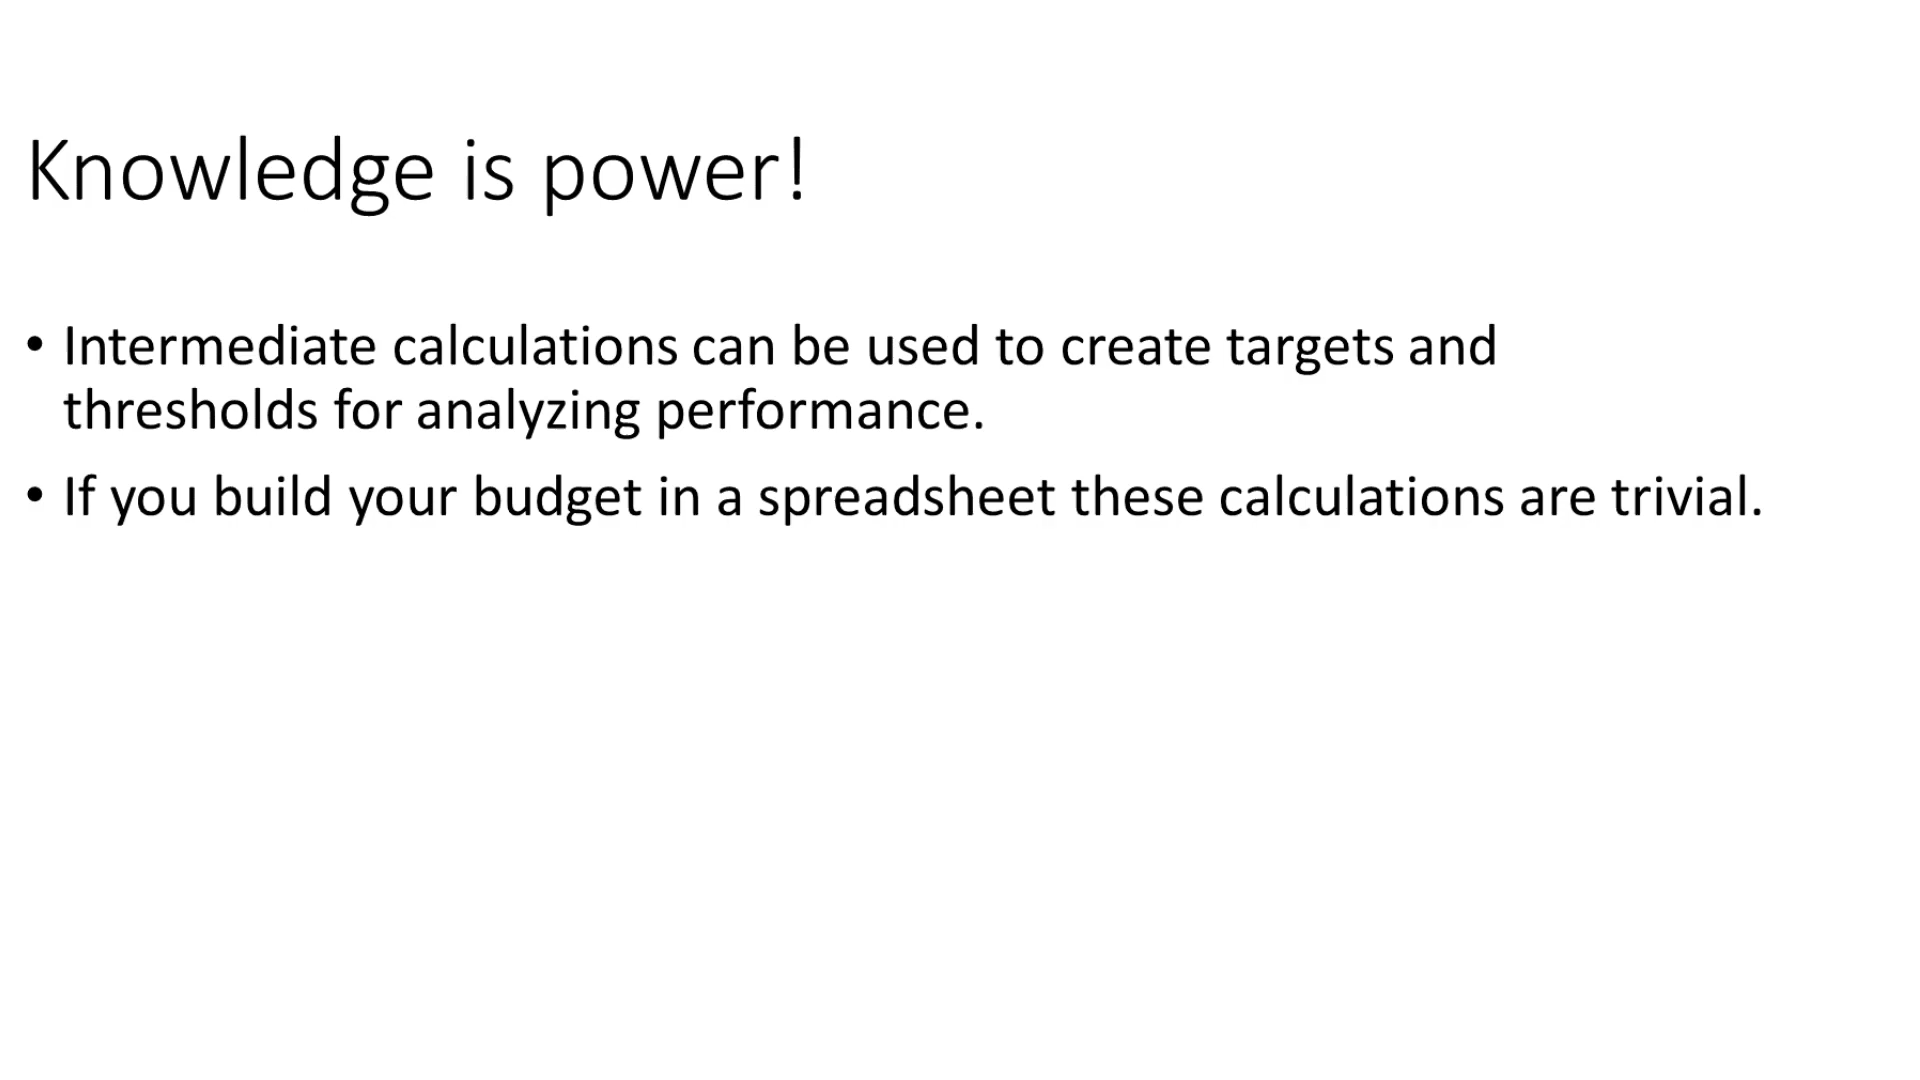 Knowledge is power!
• Intermediate calculations can be used to create targets and
thresholds for analyzing performance.
• If you build your budget in a spreadsheet these calculations are trivial.